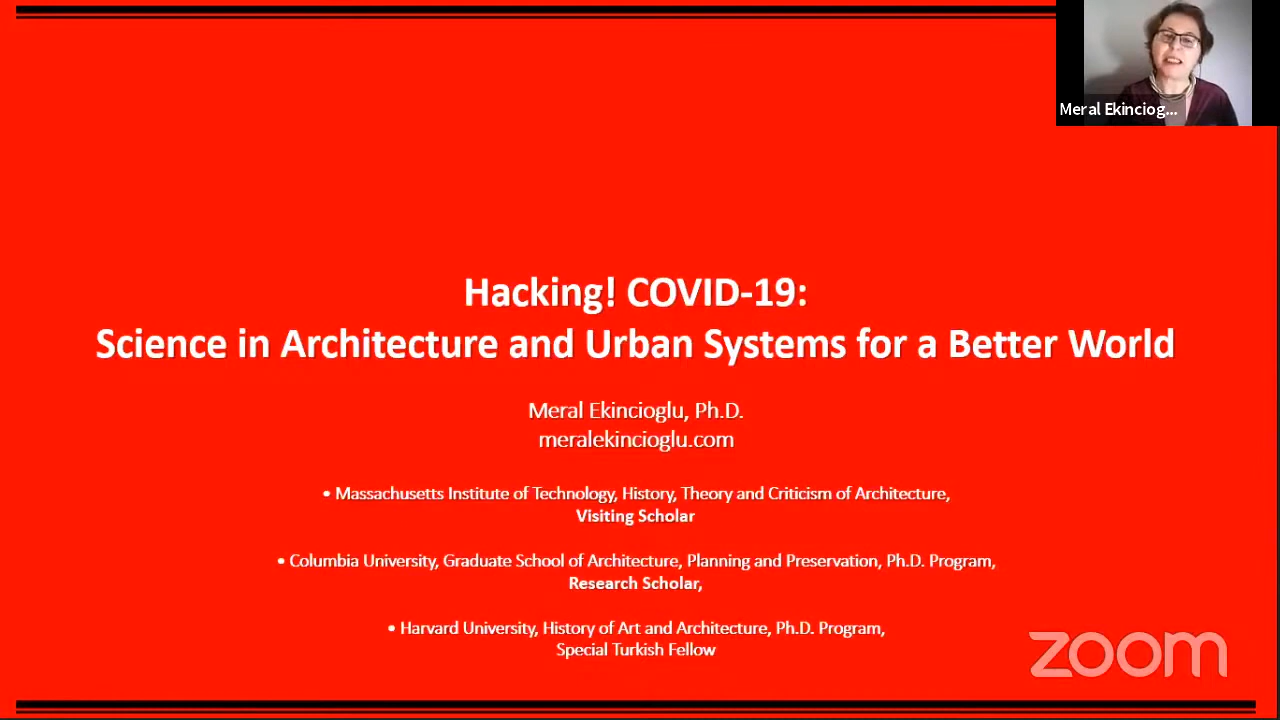 Meral Ekinciog...
Hacking! COVID-19:
Science in Architecture and Urban Systems for a Better World
Meral Ekincioglu, Ph.D.
meralekincioglu.com
• Massachusetts Institute of Technology, History, Theory and Criticism of Architecture,
Visiting Scholar
• Columbia University, Graduate School of Architecture, Planning and Preservation, Ph.D. Program,
Research Scholar,
• Harvard University, History of Art and Architecture, Ph.D. Program,
Special Turkish Fellow
zoom